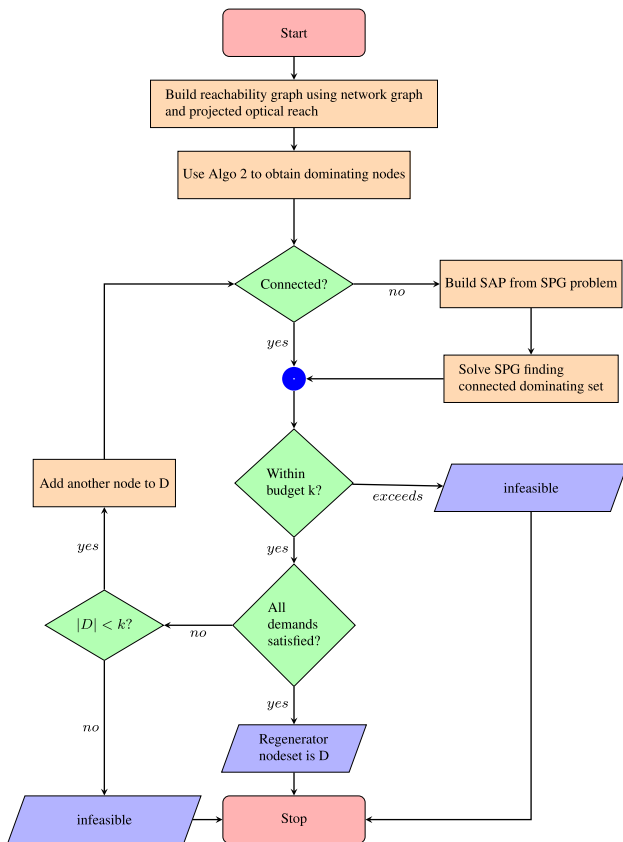 Start
Build reachability graph using network graph
and projected optical reach
Use Algo 2 to obtain dominating nodes
Connected?
no
Build SAP from SPG problem
yes
Solve SPG finding
connected dominating set
Within
budget k?
exceeds
infeasible
Add another node to D
yes
yes
All
demands
satisfied?
no
|D| < k?
yes
no
Regenerator
nodeset is D
infeasible
Stop